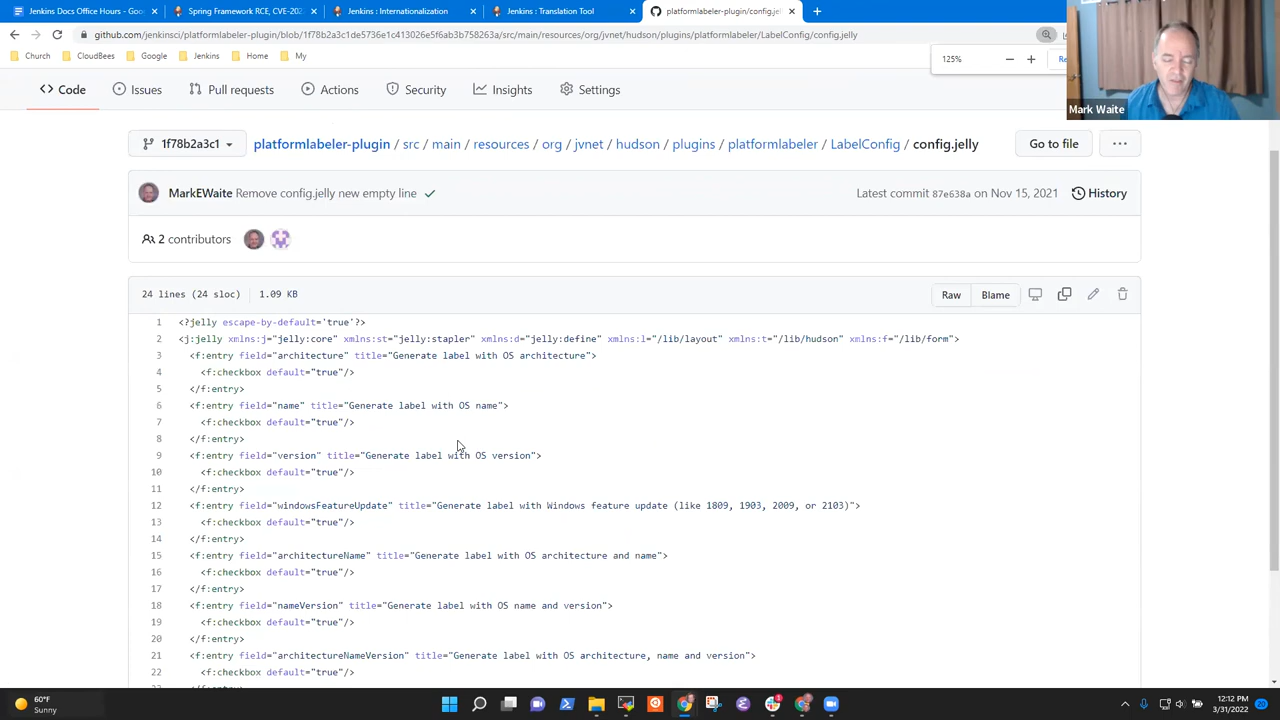 Jenkins Docs Office Hours - Goo
Spring Framework RCE, CVE-202
Jenkins : Internationalization
Jenkins : Translation Tool
platformlabeler-plugin/config.je
github.com/jenkinsci/platformlabeler-plugin/blob/1f78b2a3c1de5736e1c413026e5f6ab3b758263a/src/main/resources/org/jvnet/hudson/plugins/platformlabeler/LabelConfig/config.jelly
Church
CloudBees
Google
Jenkins
Home
My
125%
Re
Mark Waite
Code
Issues
Pull requests
Actions
Security
Insights
Settings
1f78b2a3c1
platformlabeler-plugin / src / main / resources / org / jvnet / hudson / plugins / platformlabeler / LabelConfig / config.jelly
Go to file
MarkEWaite Remove config.jelly new empty line
Latest commit 87e638a on Nov 15, 2021
History
2 contributors
24 lines (24 sloc)
1.09 KB
Raw
Blame
1 <?jelly escape-by-default='true'?>
2 <j:jelly xmlns:j="jelly:core" xmlns:st="jelly:stapler" xmlns:d="jelly:define" xmlns:l="/lib/layout" xmlns:t="/lib/hudson" xmlns:f="/lib/form">
3 <f:entry field="architecture" title="Generate label with OS architecture">
4 <f:checkbox default="true"/>
5 </f:entry>
6 <f:entry field="name" title="Generate label with OS name">
7 <f:checkbox default="true"/>
8 </f:entry>
9 <f:entry field="version" title="Generate label with OS version">
10 <f:checkbox default="true"/>
11 </f:entry>
12 <f:entry field="windowsFeatureUpdate" title="Generate label with Windows feature update (like 1809, 1903, 2009, or 2103)">
13 <f:checkbox default="true"/>
14 </f:entry>
15 <f:entry field="architectureName" title="Generate label with OS architecture and name">
16 <f:checkbox default="true"/>
17 </f:entry>
18 <f:entry field="nameVersion" title="Generate label with OS name and version">
19 <f:checkbox default="true"/>
20 </f:entry>
21 <f:entry field="architectureNameVersion" title="Generate label with OS architecture, name and version">
22 <f:checkbox default="true"/>
60°F
Sunny
12:12 PM
3/31/2022
20